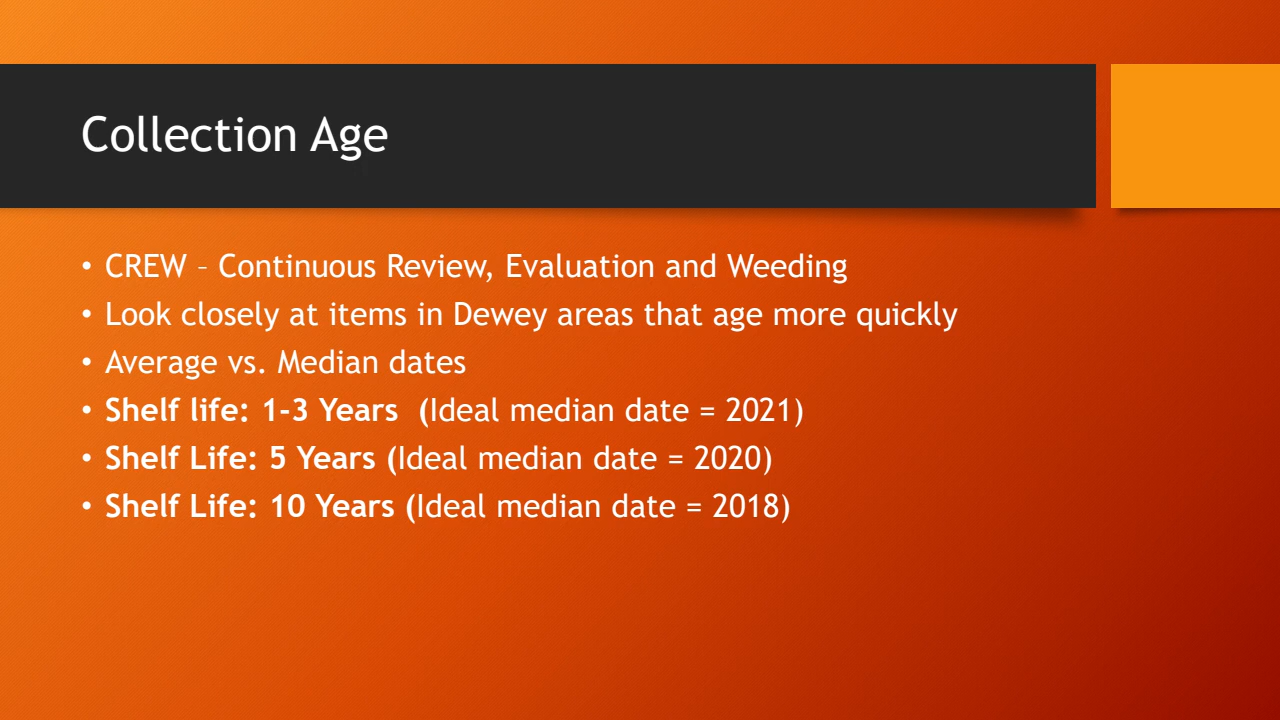 Collection Age
• CREW – Continuous Review, Evaluation and Weeding
• Look closely at items in Dewey areas that age more quickly
• Average vs. Median dates
• Shelf life: 1-3 Years  (Ideal median date = 2021)
• Shelf Life: 5 Years (Ideal median date = 2020)
• Shelf Life: 10 Years (Ideal median date = 2018)